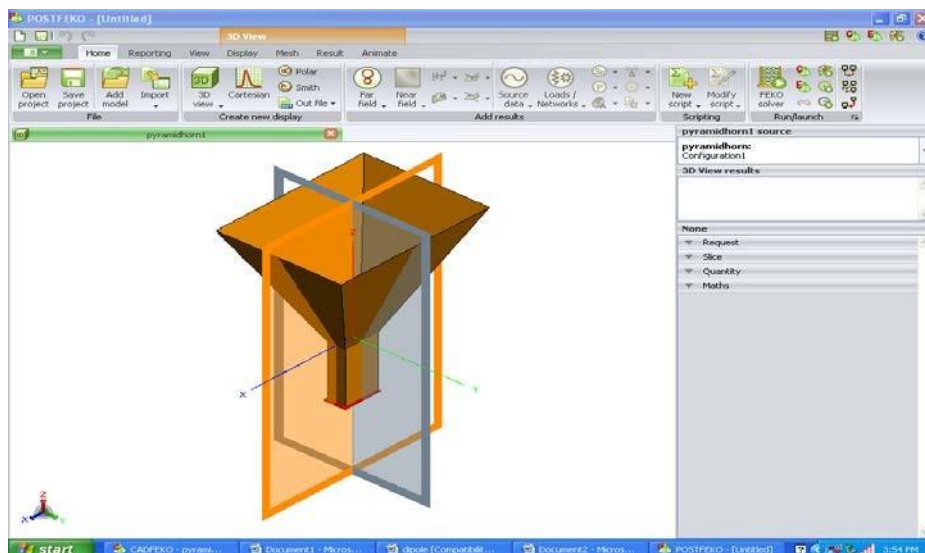 POSTFEKO - [Untitled]
3D View
Home Reporting View Display Mesh Result Animate
Open project
Save project
Add model
Import
File
3D view
Cartesian
Polar
Smith
Out file
Create new display
Far field
Near field
Source data
Loads / Networks
Add results
New script
Modify script
Scripting
FEKO solver
Run/launch
pyramidhorn1
pyramidhorn1 source
pyramidhorn:
Configuration1
3D View results
None
Request
Slice
Quantity
Maths
Z
X
Y
Z
X
Y
start
CADFEKO - pyrami...
Document1 - Micros...
dipole [Compatibilit...
Document2 - Micros...
POSTFEKO - [Untitled]
3:54 PM